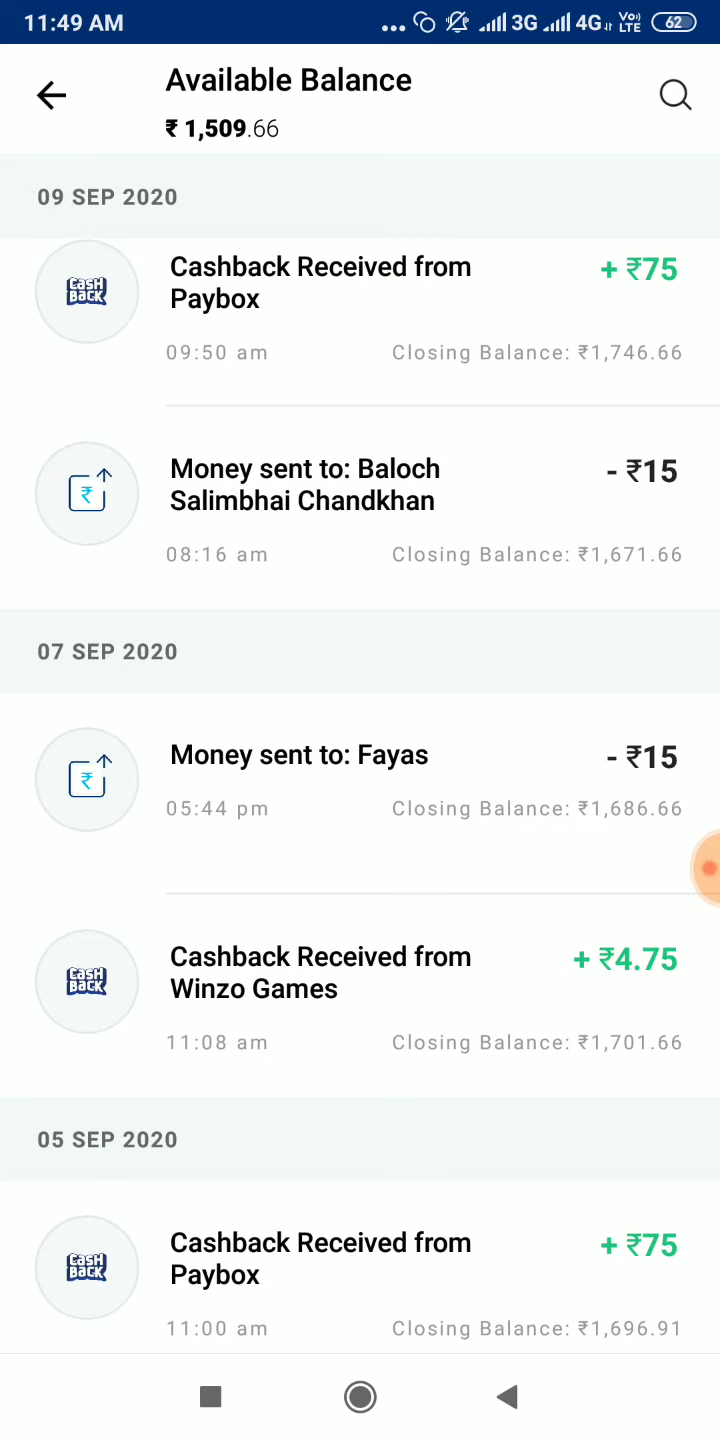 11:49 AM ... 3G 4G Vo) LTE 62
Available Balance
₹ 1,509.66
09 SEP 2020
Cashback Received from + ₹75
Paybox
CASH
BACK
09:50 am Closing Balance: ₹1,746.66
Money sent to: Baloch - ₹15
Salimbhai Chandkhan
₹
08:16 am Closing Balance: ₹1,671.66
07 SEP 2020
Money sent to: Fayas - ₹15
₹
05:44 pm Closing Balance: ₹1,686.66
Cashback Received from + ₹4.75
Winzo Games
CASH
BACK
11:08 am Closing Balance: ₹1,701.66
05 SEP 2020
Cashback Received from + ₹75
Paybox
CASH
BACK
11:00 am Closing Balance: ₹1,696.91